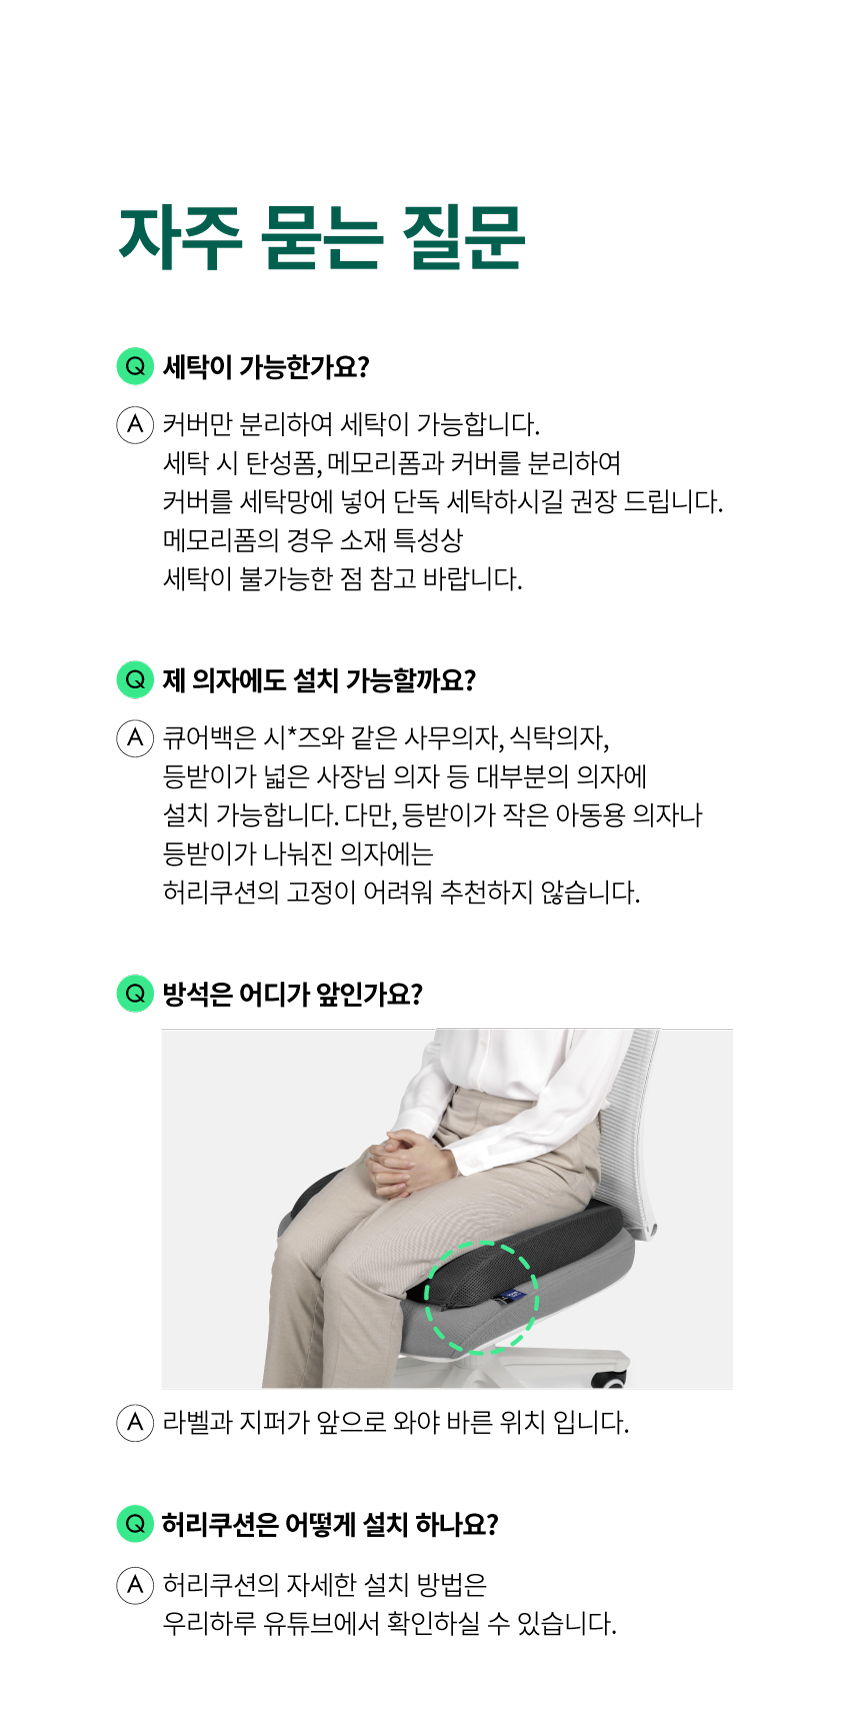 자주 묻는 질문
Q 세탁이 가능한가요?
A 커버만 분리하여 세탁이 가능합니다.
세탁 시 탄성폼, 메모리폼과 커버를 분리하여
커버를 세탁망에 넣어 단독 세탁하시길 권장 드립니다.
메모리폼의 경우 소재 특성상
세탁이 불가능한 점 참고 바랍니다.
Q 제 의자에도 설치 가능할까요?
A 큐어백은 시*즈와 같은 사무의자, 식탁의자,
등받이가 넓은 사장님 의자 등 대부분의 의자에
설치 가능합니다. 다만, 등받이가 작은 아동용 의자나
등받이가 나눠진 의자에는
허리쿠션의 고정이 어려워 추천하지 않습니다.
Q 방석은 어디가 앞인가요?
A 라벨과 지퍼가 앞으로 와야 바른 위치 입니다.
Q 허리쿠션은 어떻게 설치 하나요?
A 허리쿠션의 자세한 설치 방법은
우리하루 유튜브에서 확인하실 수 있습니다.